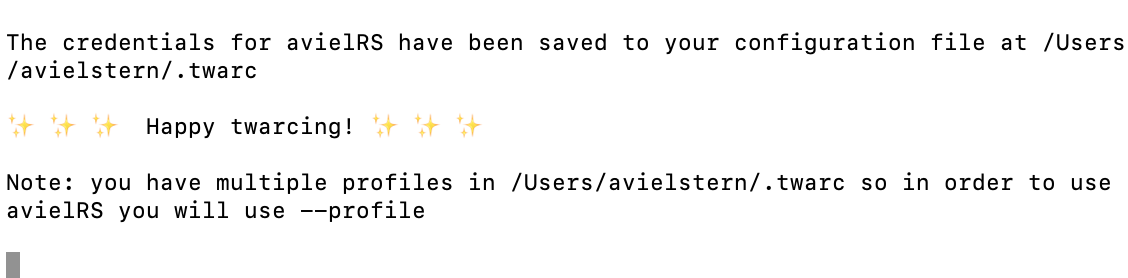 The credentials for avielRS have been saved to your configuration file at /Users
/avielstern/.twarc
✨ ✨ ✨  Happy twarcing! ✨ ✨ ✨
Note: you have multiple profiles in /Users/avielstern/.twarc so in order to use
avielRS you will use --profile